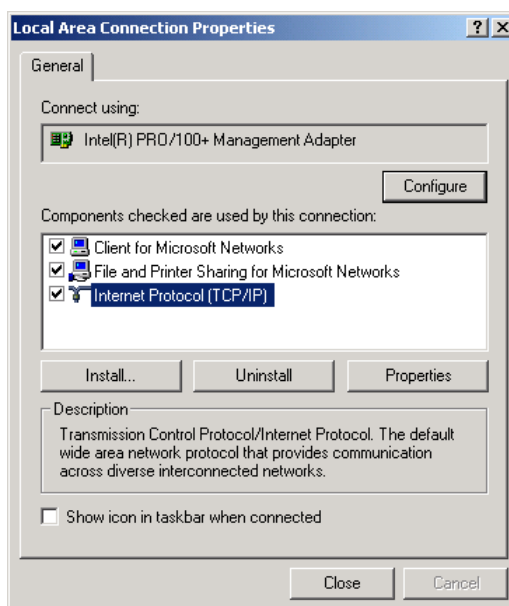 Local Area Connection Properties
General
Connect using:
Intel(R) PRO/100+ Management Adapter
Configure
Components checked are used by this connection:
Client for Microsoft Networks
File and Printer Sharing for Microsoft Networks
Internet Protocol (TCP/IP)
Install... Uninstall Properties
Description
Transmission Control Protocol/Internet Protocol. The default
wide area network protocol that provides communication
across diverse interconnected networks.
Show icon in taskbar when connected
Close Cancel